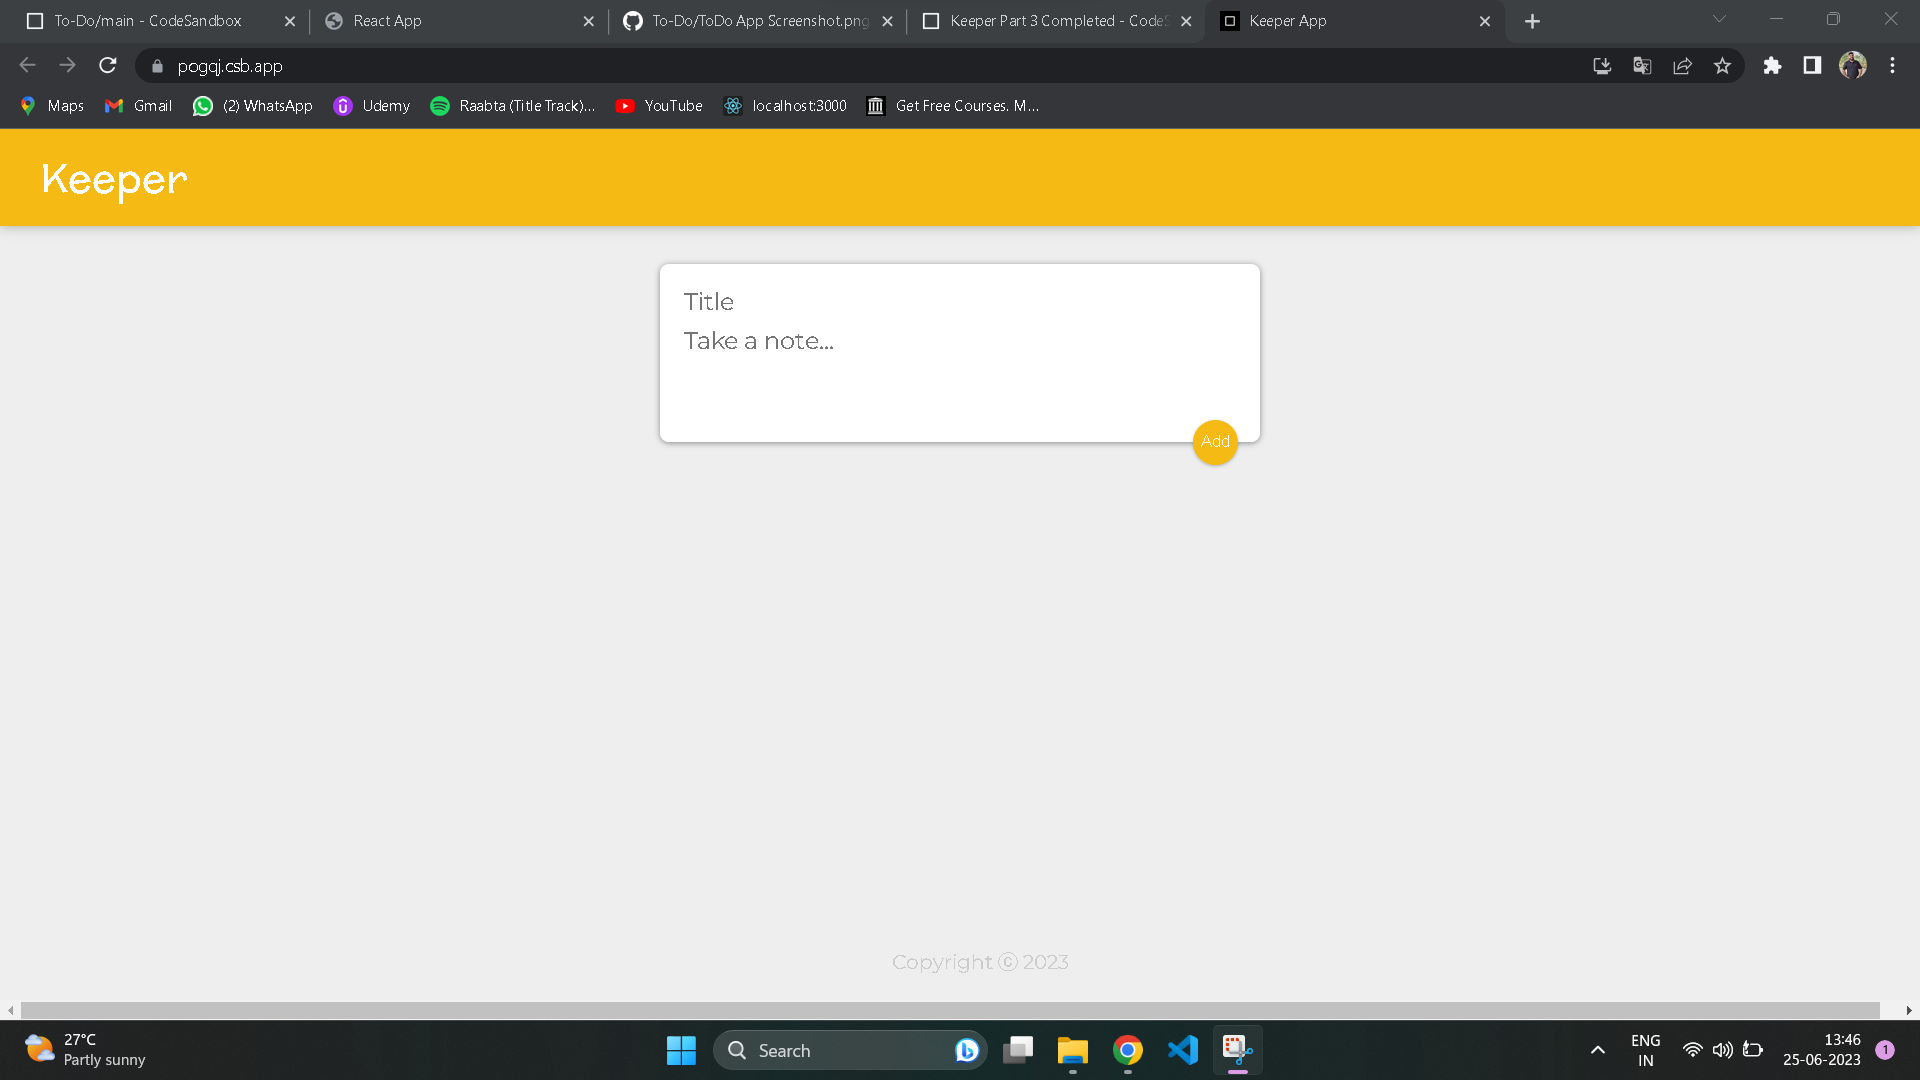 To-Do/main - CodeSandbox
React App
To-Do/ToDo App Screenshot.png
Keeper Part 3 Completed - CodeS
Keeper App
pogqj.csb.app
Maps
Gmail
(2) WhatsApp
Udemy
Raabta (Title Track)...
YouTube
localhost:3000
Get Free Courses. M...
Keeper
Title
Take a note...
Add
Copyright ⓒ 2023
27°C
Partly sunny
Search
ENG
IN
13:46
25-06-2023
1